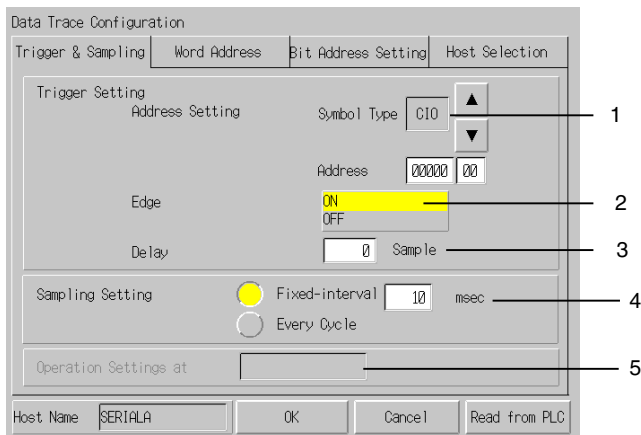 Data Trace Configuration
Trigger & Sampling Word Address Bit Address Setting Host Selection
Trigger Setting
Address Setting Symbol Type CIO ▲ 1
▼
Address 00000 00
Edge ON 2
OFF
Delay 0 Sample 3
Sampling Setting Fixed-interval 10 msec 4
Every Cycle
Operation Settings at 5
Host Name SERIALA OK Cancel Read from PLC